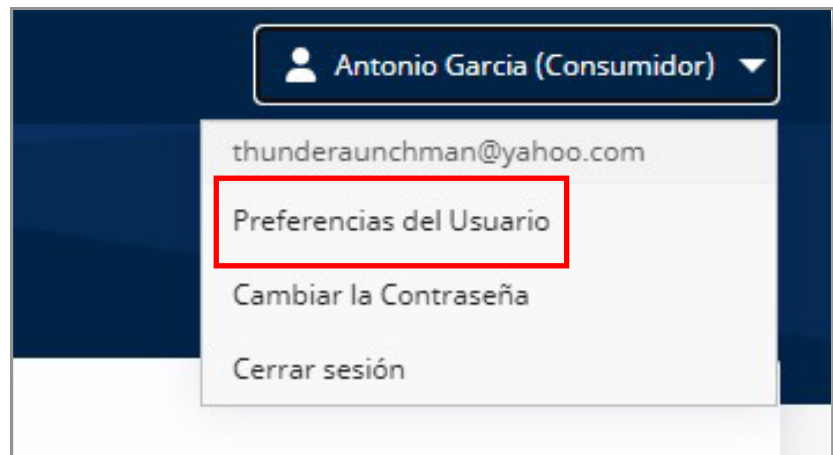 Antonio Garcia (Consumidor)
thunderaunchman@yahoo.com
Preferencias del Usuario
Cambiar la Contraseña
Cerrar sesión